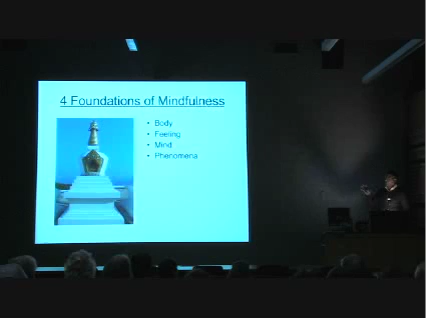 4 Foundations of Mindfulness
• Body
• Feeling
• Mind
• Phenomena